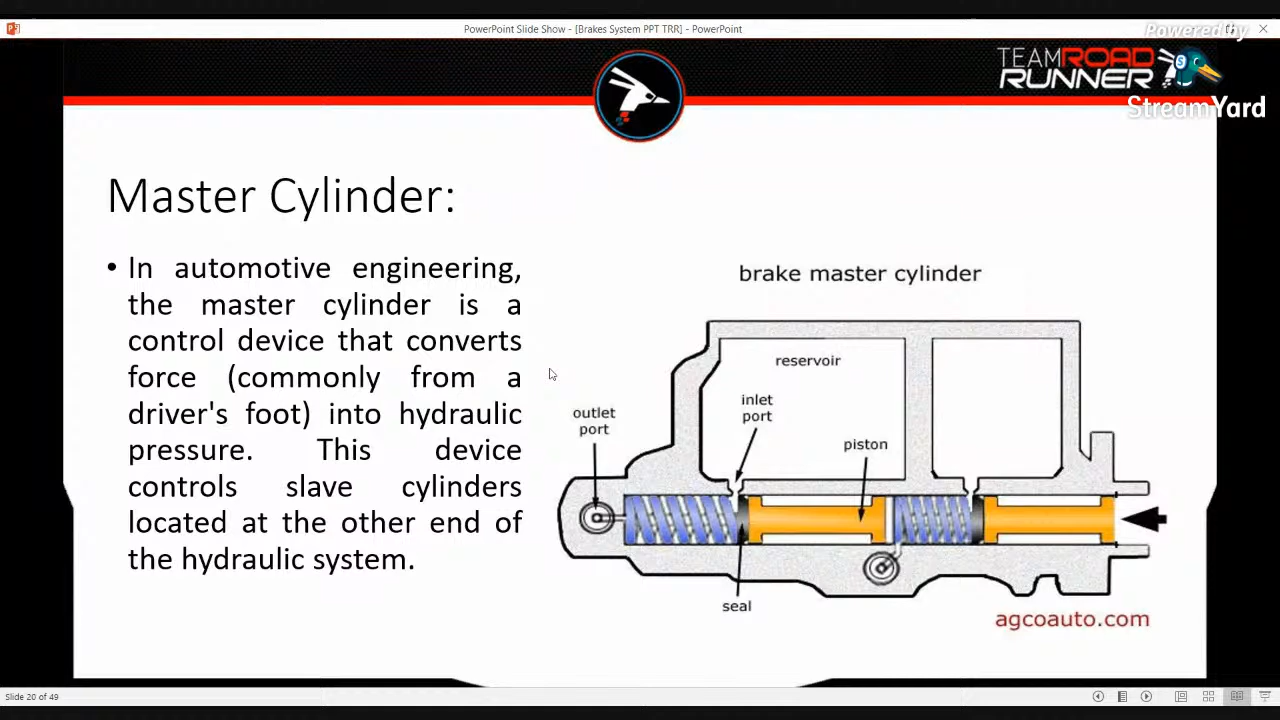 PowerPoint Slide Show - [Brakes System PPT TRR] - PowerPoint
Powered by
TEAMROAD
RUNNER
StreamYard
Master Cylinder:
• In automotive engineering,
the master cylinder is a
control device that converts
force (commonly from a
driver's foot) into hydraulic
pressure. This device
controls slave cylinders
located at the other end of
the hydraulic system.
brake master cylinder
reservoir
inlet
port
outlet
port
piston
seal
agcoauto.com
Slide 20 of 49